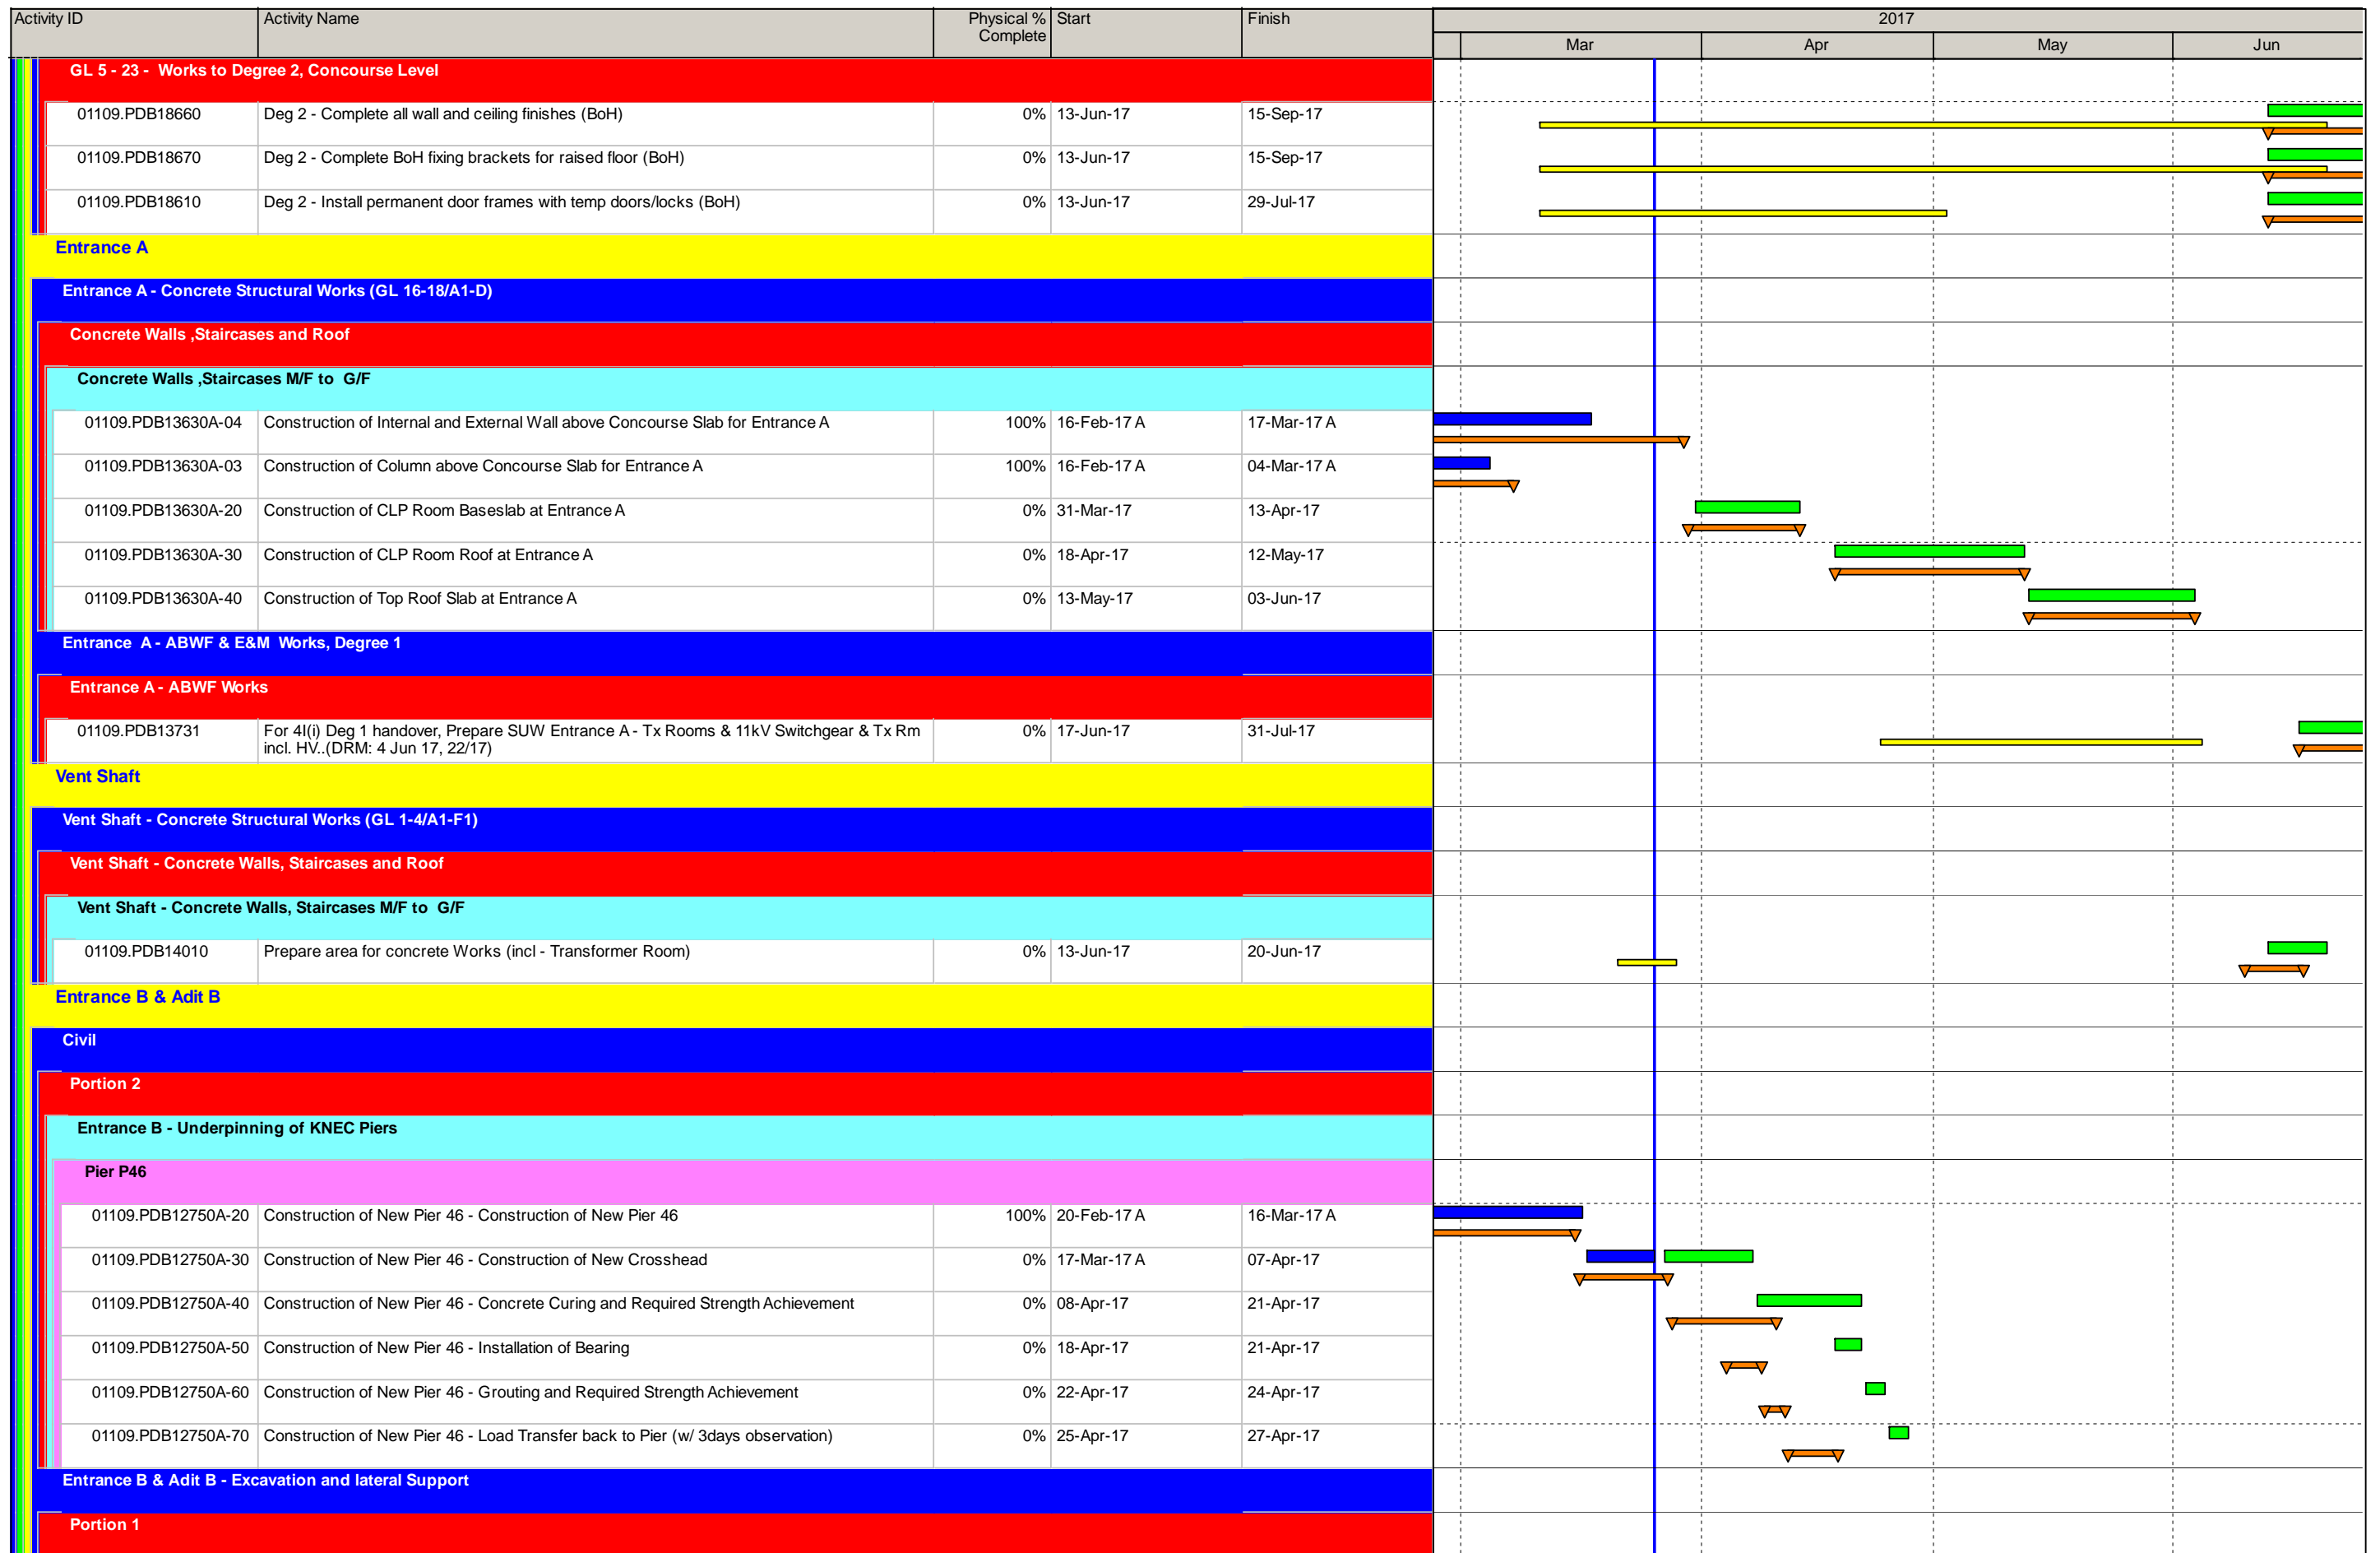 Activity ID Activity Name Physical % Complete Start Finish 2017
Mar Apr May Jun
GL 5 - 23 - Works to Degree 2, Concourse Level
01109.PDB18660 Deg 2 - Complete all wall and ceiling finishes (BoH) 0% 13-Jun-17 15-Sep-17
01109.PDB18670 Deg 2 - Complete BoH fixing brackets for raised floor (BoH) 0% 13-Jun-17 15-Sep-17
01109.PDB18610 Deg 2 - Install permanent door frames with temp doors/locks (BoH) 0% 13-Jun-17 29-Jul-17
Entrance A
Entrance A - Concrete Structural Works (GL 16-18/A1-D)
Concrete Walls ,Staircases and Roof
Concrete Walls ,Staircases M/F to G/F
01109.PDB13630A-04 Construction of Internal and External Wall above Concourse Slab for Entrance A 100% 16-Feb-17 A 17-Mar-17 A
01109.PDB13630A-03 Construction of Column above Concourse Slab for Entrance A 100% 16-Feb-17 A 04-Mar-17 A
01109.PDB13630A-20 Construction of CLP Room Baseslab at Entrance A 0% 31-Mar-17 13-Apr-17
01109.PDB13630A-30 Construction of CLP Room Roof at Entrance A 0% 18-Apr-17 12-May-17
01109.PDB13630A-40 Construction of Top Roof Slab at Entrance A 0% 13-May-17 03-Jun-17
Entrance A - ABWF & E&M Works, Degree 1
Entrance A - ABWF Works
01109.PDB13731 For 4I(i) Deg 1 handover, Prepare SUW Entrance A - Tx Rooms & 11kV Switchgear & Tx Rm 0% 17-Jun-17 31-Jul-17
incl. HV..(DRM: 4 Jun 17, 22/17)
Vent Shaft
Vent Shaft - Concrete Structural Works (GL 1-4/A1-F1)
Vent Shaft - Concrete Walls, Staircases and Roof
Vent Shaft - Concrete Walls, Staircases M/F to G/F
01109.PDB14010 Prepare area for concrete Works (incl - Transformer Room) 0% 13-Jun-17 20-Jun-17
Entrance B & Adit B
Civil
Portion 2
Entrance B - Underpinning of KNEC Piers
Pier P46
01109.PDB12750A-20 Construction of New Pier 46 - Construction of New Pier 46 100% 20-Feb-17 A 16-Mar-17 A
01109.PDB12750A-30 Construction of New Pier 46 - Construction of New Crosshead 0% 17-Mar-17 A 07-Apr-17
01109.PDB12750A-40 Construction of New Pier 46 - Concrete Curing and Required Strength Achievement 0% 08-Apr-17 21-Apr-17
01109.PDB12750A-50 Construction of New Pier 46 - Installation of Bearing 0% 18-Apr-17 21-Apr-17
01109.PDB12750A-60 Construction of New Pier 46 - Grouting and Required Strength Achievement 0% 22-Apr-17 24-Apr-17
01109.PDB12750A-70 Construction of New Pier 46 - Load Transfer back to Pier (w/ 3days observation) 0% 25-Apr-17 27-Apr-17
Entrance B & Adit B - Excavation and lateral Support
Portion 1